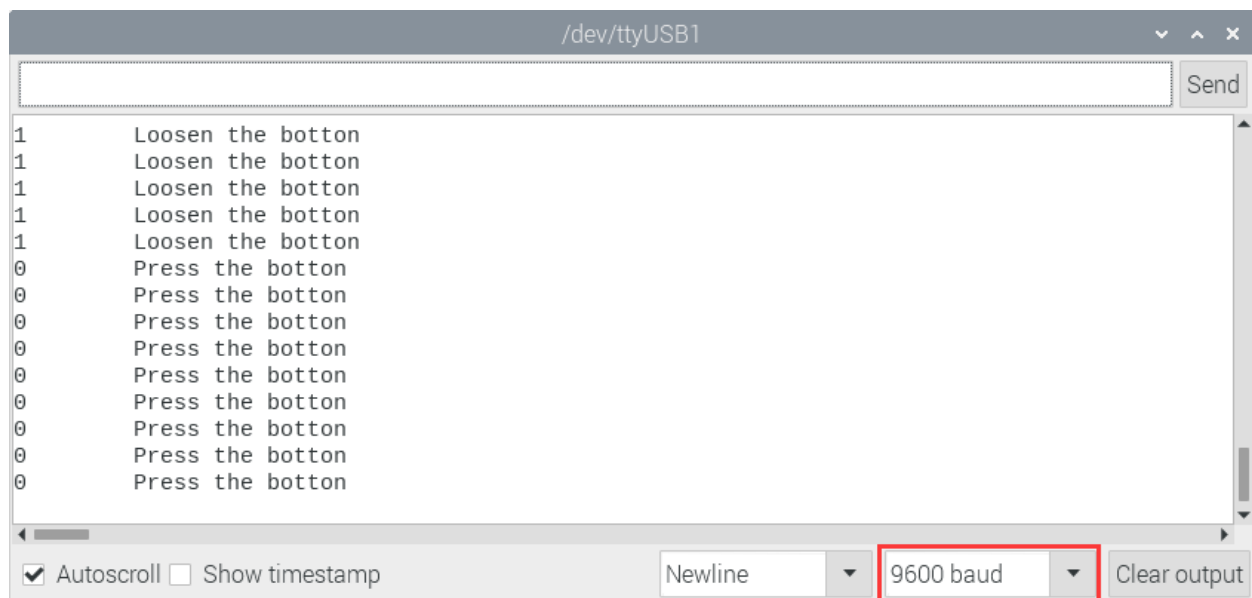 /dev/ttyUSB1
Send
1 Loosen the botton
1 Loosen the botton
1 Loosen the botton
1 Loosen the botton
1 Loosen the botton
0 Press the botton
0 Press the botton
0 Press the botton
0 Press the botton
0 Press the botton
0 Press the botton
0 Press the botton
0 Press the botton
0 Press the botton
Autoscroll Show timestamp Newline 9600 baud Clear output